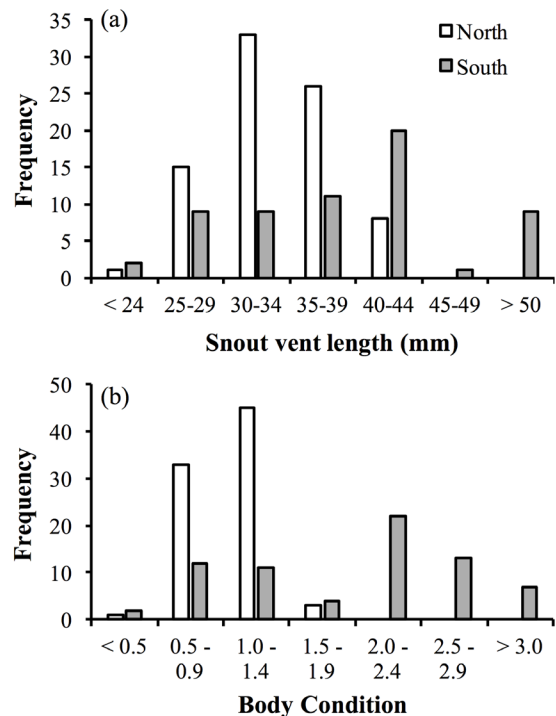 (a)
North
South
35
30
25
20
15
10
5
0
Frequency
< 24 25-29 30-34 35-39 40-44 45-49 > 50
Snout vent length (mm)
(b)
50
40
30
20
10
0
Frequency
< 0.5 0.5 - 1.0 - 1.5 - 2.0 - 2.5 - > 3.0
0.9 1.4 1.9 2.4 2.9
Body Condition